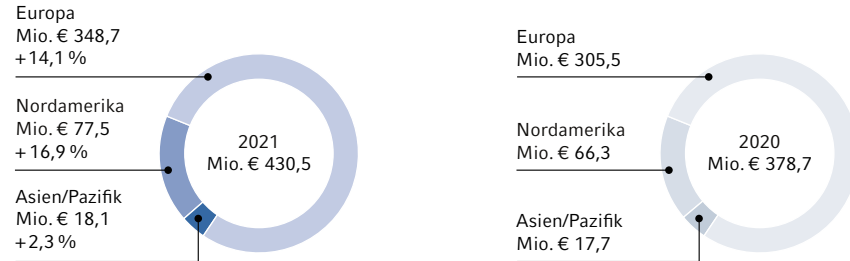 Europa
Mio. € 348,7
+14,1 %
Nordamerika
Mio. € 77,5
+16,9 %
Asien/Pazifik
Mio. € 18,1
+2,3 %
2021
Mio. € 430,5
Europa
Mio. € 305,5
Nordamerika
Mio. € 66,3
Asien/Pazifik
Mio. € 17,7
2020
Mio. € 378,7